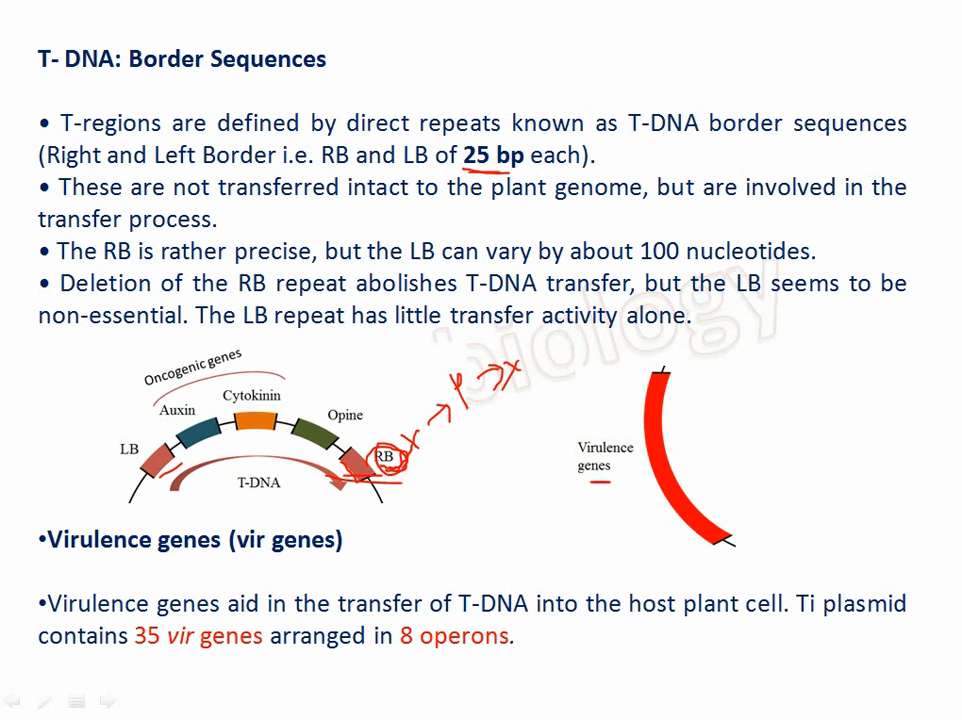 T- DNA: Border Sequences
• T-regions are defined by direct repeats known as T-DNA border sequences
(Right and Left Border i.e. RB and LB of 25 bp each).
• These are not transferred intact to the plant genome, but are involved in the
transfer process.
• The RB is rather precise, but the LB can vary by about 100 nucleotides.
• Deletion of the RB repeat abolishes T-DNA transfer, but the LB seems to be
non-essential. The LB repeat has little transfer activity alone.
biology
Oncogenic genes
Cytokinin
Auxin
Opine
LB
RB
T-DNA
Virulence
genes
•Virulence genes (vir genes)
•Virulence genes aid in the transfer of T-DNA into the host plant cell. Ti plasmid
contains 35 vir genes arranged in 8 operons.